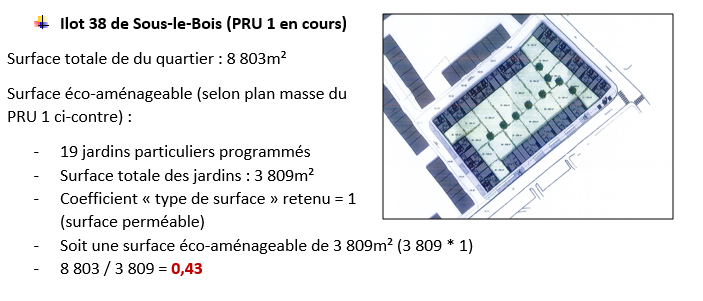 Ilot 38 de Sous-le-Bois (PRU 1 en cours)
Surface totale de du quartier : 8 803m²
Surface éco-aménageable (selon plan masse du
PRU 1 ci-contre) :
- 19 jardins particuliers programmés
- Surface totale des jardins : 3 809m²
- Coefficient « type de surface » retenu = 1
(surface perméable)
- Soit une surface éco-aménageable de 3 809m² (3 809 * 1)
- 8 803 / 3 809 = 0,43